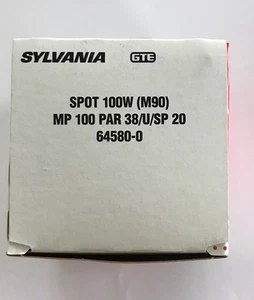 SYLVANIA GTE
SPOT 100W (M90)
MP 100 PAR 38/U/SP 20
64580-0